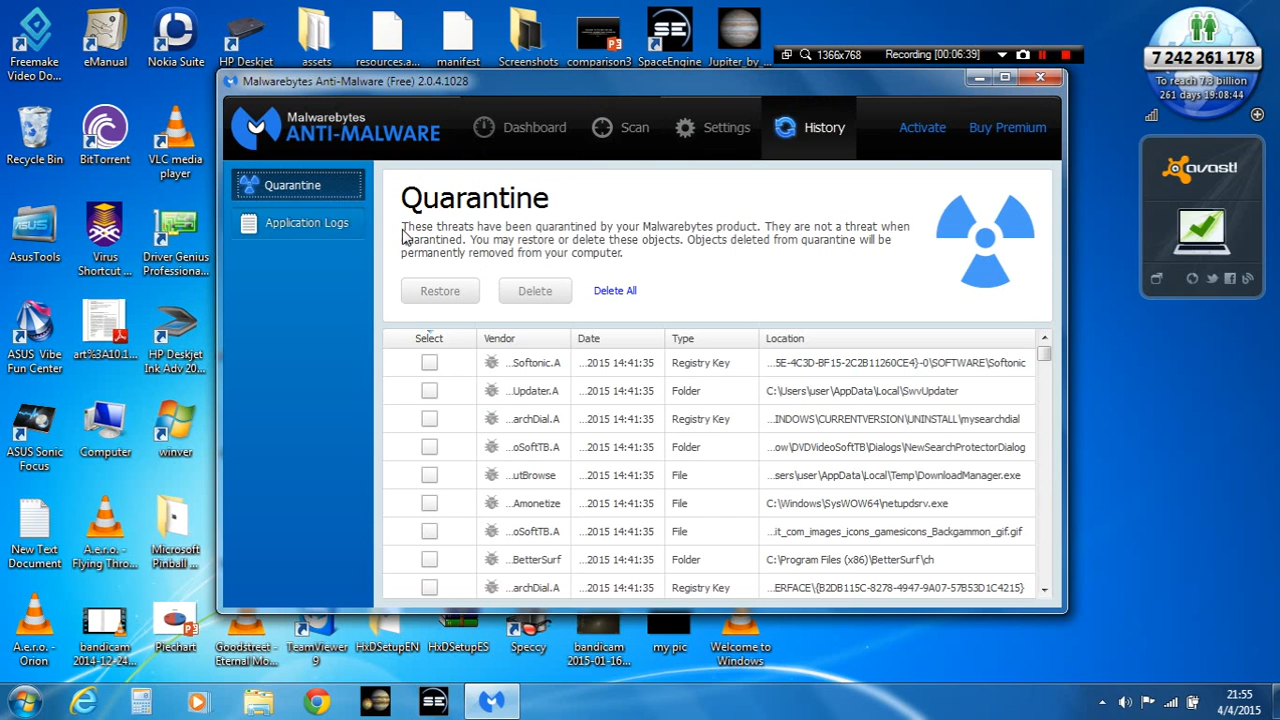 Freemake
Video Do...
eManual
Nokia Suite
HP Deskjet
assets
resources.a...
manifest
Screenshots
comparison3
SpaceEngine
Jupiter_by_...
1366x768
Recording [00:06:39]
7 242 261 178
To reach 7.3 billion
261 days 19:08:44
Malwarebytes Anti-Malware (Free) 2.0.4.1028
Malwarebytes
ANTI-MALWARE
Dashboard
Scan
Settings
History
Activate
Buy Premium
Recycle Bin
BitTorrent
VLC media
player
avast!
Quarantine
Application Logs
Quarantine
These threats have been quarantined by your Malwarebytes product. They are not a threat when
quarantined. You may restore or delete these objects. Objects deleted from quarantine will be
permanently removed from your computer.
Restore
Delete
Delete All
AsusTools
Virus
Shortcut ...
Driver Genius
Professiona...
Select Vendor Date Type Location
...Softonic.A ...2015 14:41:35 Registry Key ...5E-4C3D-BF15-2C2B11260CE4}-0\SOFTWARE\Softonic
...Updater.A ...2015 14:41:35 Folder C:\Users\user\AppData\Local\SwvUpdater
...archDial.A ...2015 14:41:35 Registry Key ...INDOWS\CURRENTVERSION\UNINSTALL\mysearchdial
...oSoftTB.A ...2015 14:41:35 Folder ...ow\DVDVideoSoftTB\Dialogs\NewSearchProtectorDialog
...utBrowse ...2015 14:41:35 File ...sers\user\AppData\Local\Temp\DownloadManager.exe
...Amonetize ...2015 14:41:35 File C:\Windows\SysWOW64\netupdsrv.exe
...oSoftTB.A ...2015 14:41:35 File ...it_com_images_icons_gamesicons_Backgammon_gif.gif
...BetterSurf ...2015 14:41:35 Folder C:\Program Files (x86)\BetterSurf\ch
...archDial.A ...2015 14:41:35 Registry Key ...ERFACE\{B2DB115C-8278-4947-9A07-57B53D1C4215}
ASUS Vibe
Fun Center
art%3A10.1...
HP Deskjet
Ink Adv 20...
ASUS Sonic
Focus
Computer
winver
New Text
Document
A.e.r.o. -
Flying Thro...
Microsoft
Pinball ...
A.e.r.o. -
Orion
bandicam
2014-12-24...
Piechart
Goodstreet -
Eternal Mo...
TeamViewer
9
HxDSetupEN
HxDSetupES
Speccy
bandicam
2015-01-16...
my pic
Welcome to
Windows
SE
21:55
4/4/2015